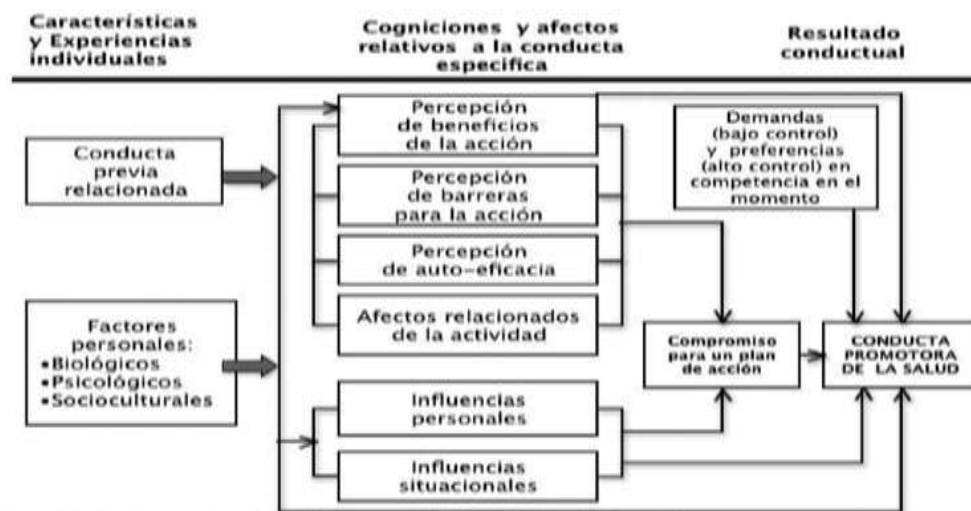 Características
y Experiencias
individuales
Cogniciones y afectos
relativos a la conducta
especifica
Resultado
conductual
Conducta
previa
relacionada
Factores
personales:
•Biológicos
•Psicológicos
•Socioculturales
Percepción
de beneficios
de la acción
Percepción
de barreras
para la acción
Percepción
de auto-eficacia
Afectos relacionados
de la actividad
Influencias
personales
Influencias
situacionales
Demandas
(bajo control)
y preferencias
(alto control) en
competencia en el
momento
Compromiso
para un plan
de acción
CONDUCTA
PROMOTORA
DE LA SALUD